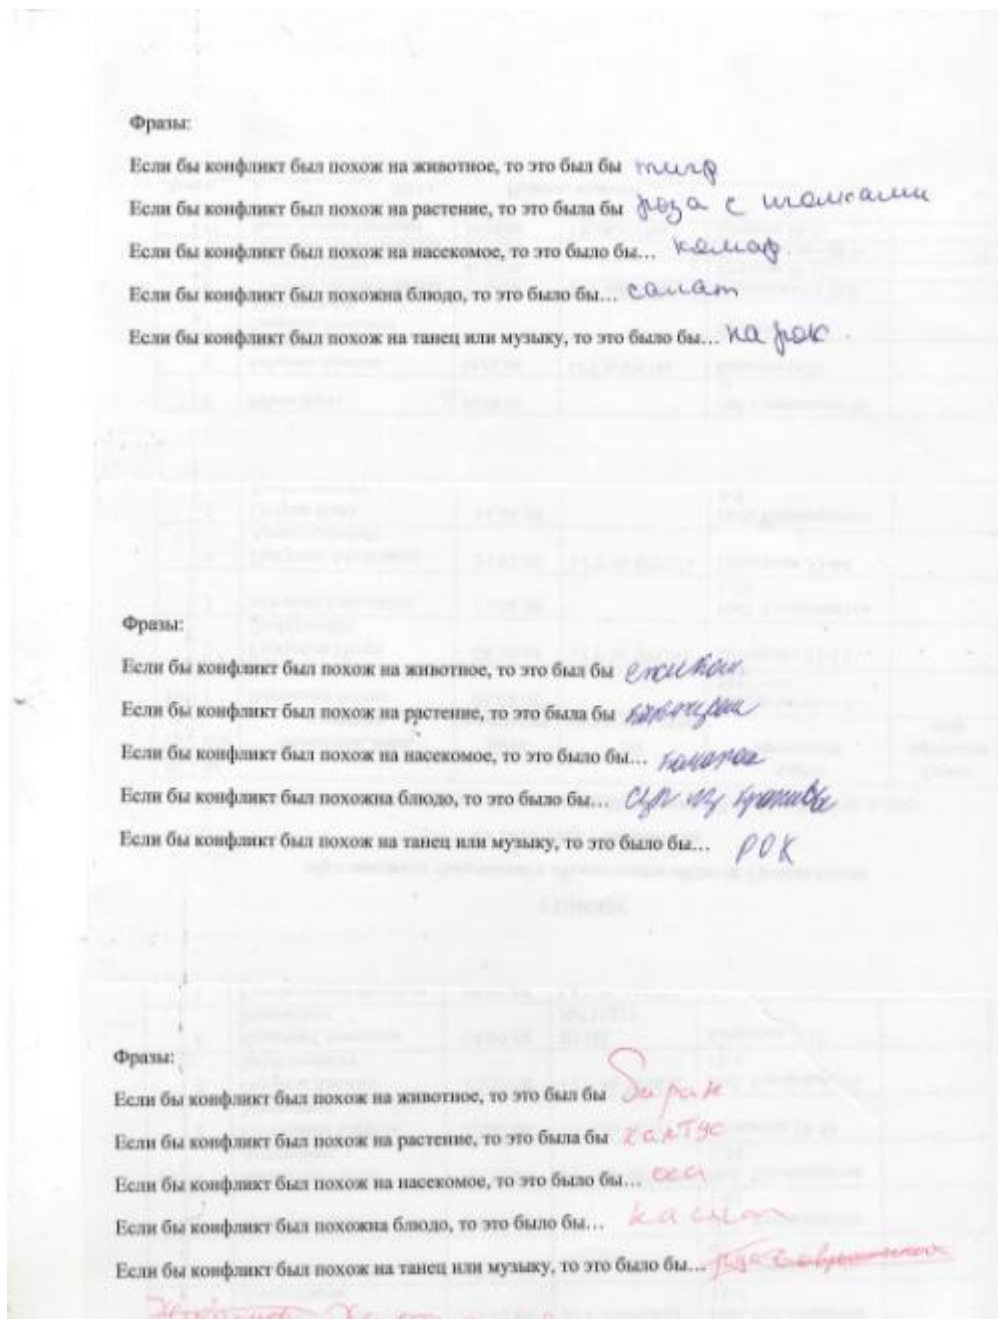 Фразы:
Если бы конфликт был похож на животное, то это был бы тигр
Если бы конфликт был похож на растение, то это была бы роза с иголками
Если бы конфликт был похож на насекомое, то это было бы... комар.
Если бы конфликт был похожна блюдо, то это было бы... салат
Если бы конфликт был похож на танец или музыку, то это было бы... на рок.
Фразы:
Если бы конфликт был похож на животное, то это был бы
Если бы конфликт был похож на растение, то это была бы
Если бы конфликт был похож на насекомое, то это было бы...
Если бы конфликт был похожна блюдо, то это было бы... суп из крапивы
Если бы конфликт был похож на танец или музыку, то это было бы... РОК
Фразы:
Если бы конфликт был похож на животное, то это был бы баран
Если бы конфликт был похож на растение, то это была бы кактус
Если бы конфликт был похож на насекомое, то это было бы... оса
Если бы конфликт был похожна блюдо, то это было бы...
Если бы конфликт был похож на танец или музыку, то это было бы...